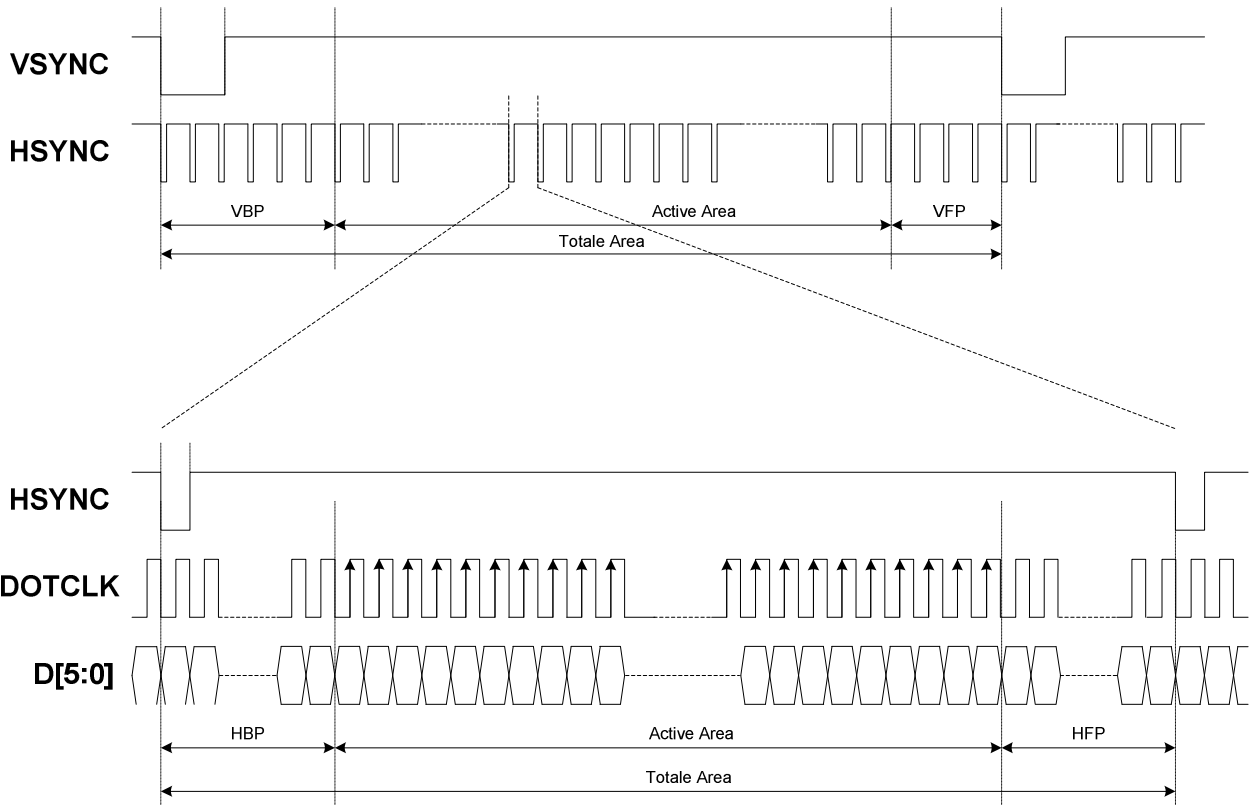 VSYNC
HSYNC
VBP
Active Area
VFP
Totale Area
HSYNC
DOTCLK
D[5:0]
HBP
Active Area
HFP
Totale Area